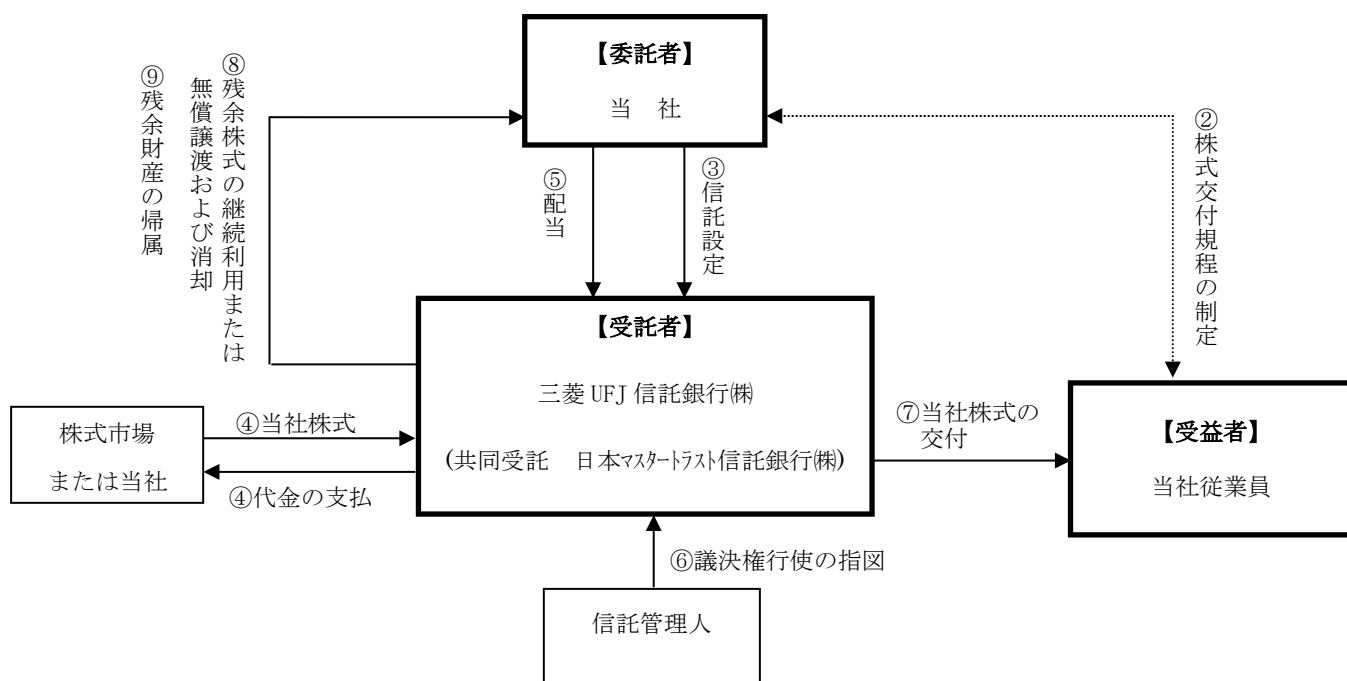 【委託者】
当 社
⑧残余株式の継続利用または
無償譲渡および消却
⑨残余財産の帰属
⑤配当
③信託設定
②株式交付規程の制定
【受託者】
三菱 UFJ 信託銀行㈱
(共同受託 日本マスタートラスト信託銀行㈱)
株式市場
または当社
④当社株式
④代金の支払
⑦当社株式の
交付
【受益者】
当社従業員
⑥議決権行使の指図
信託管理人